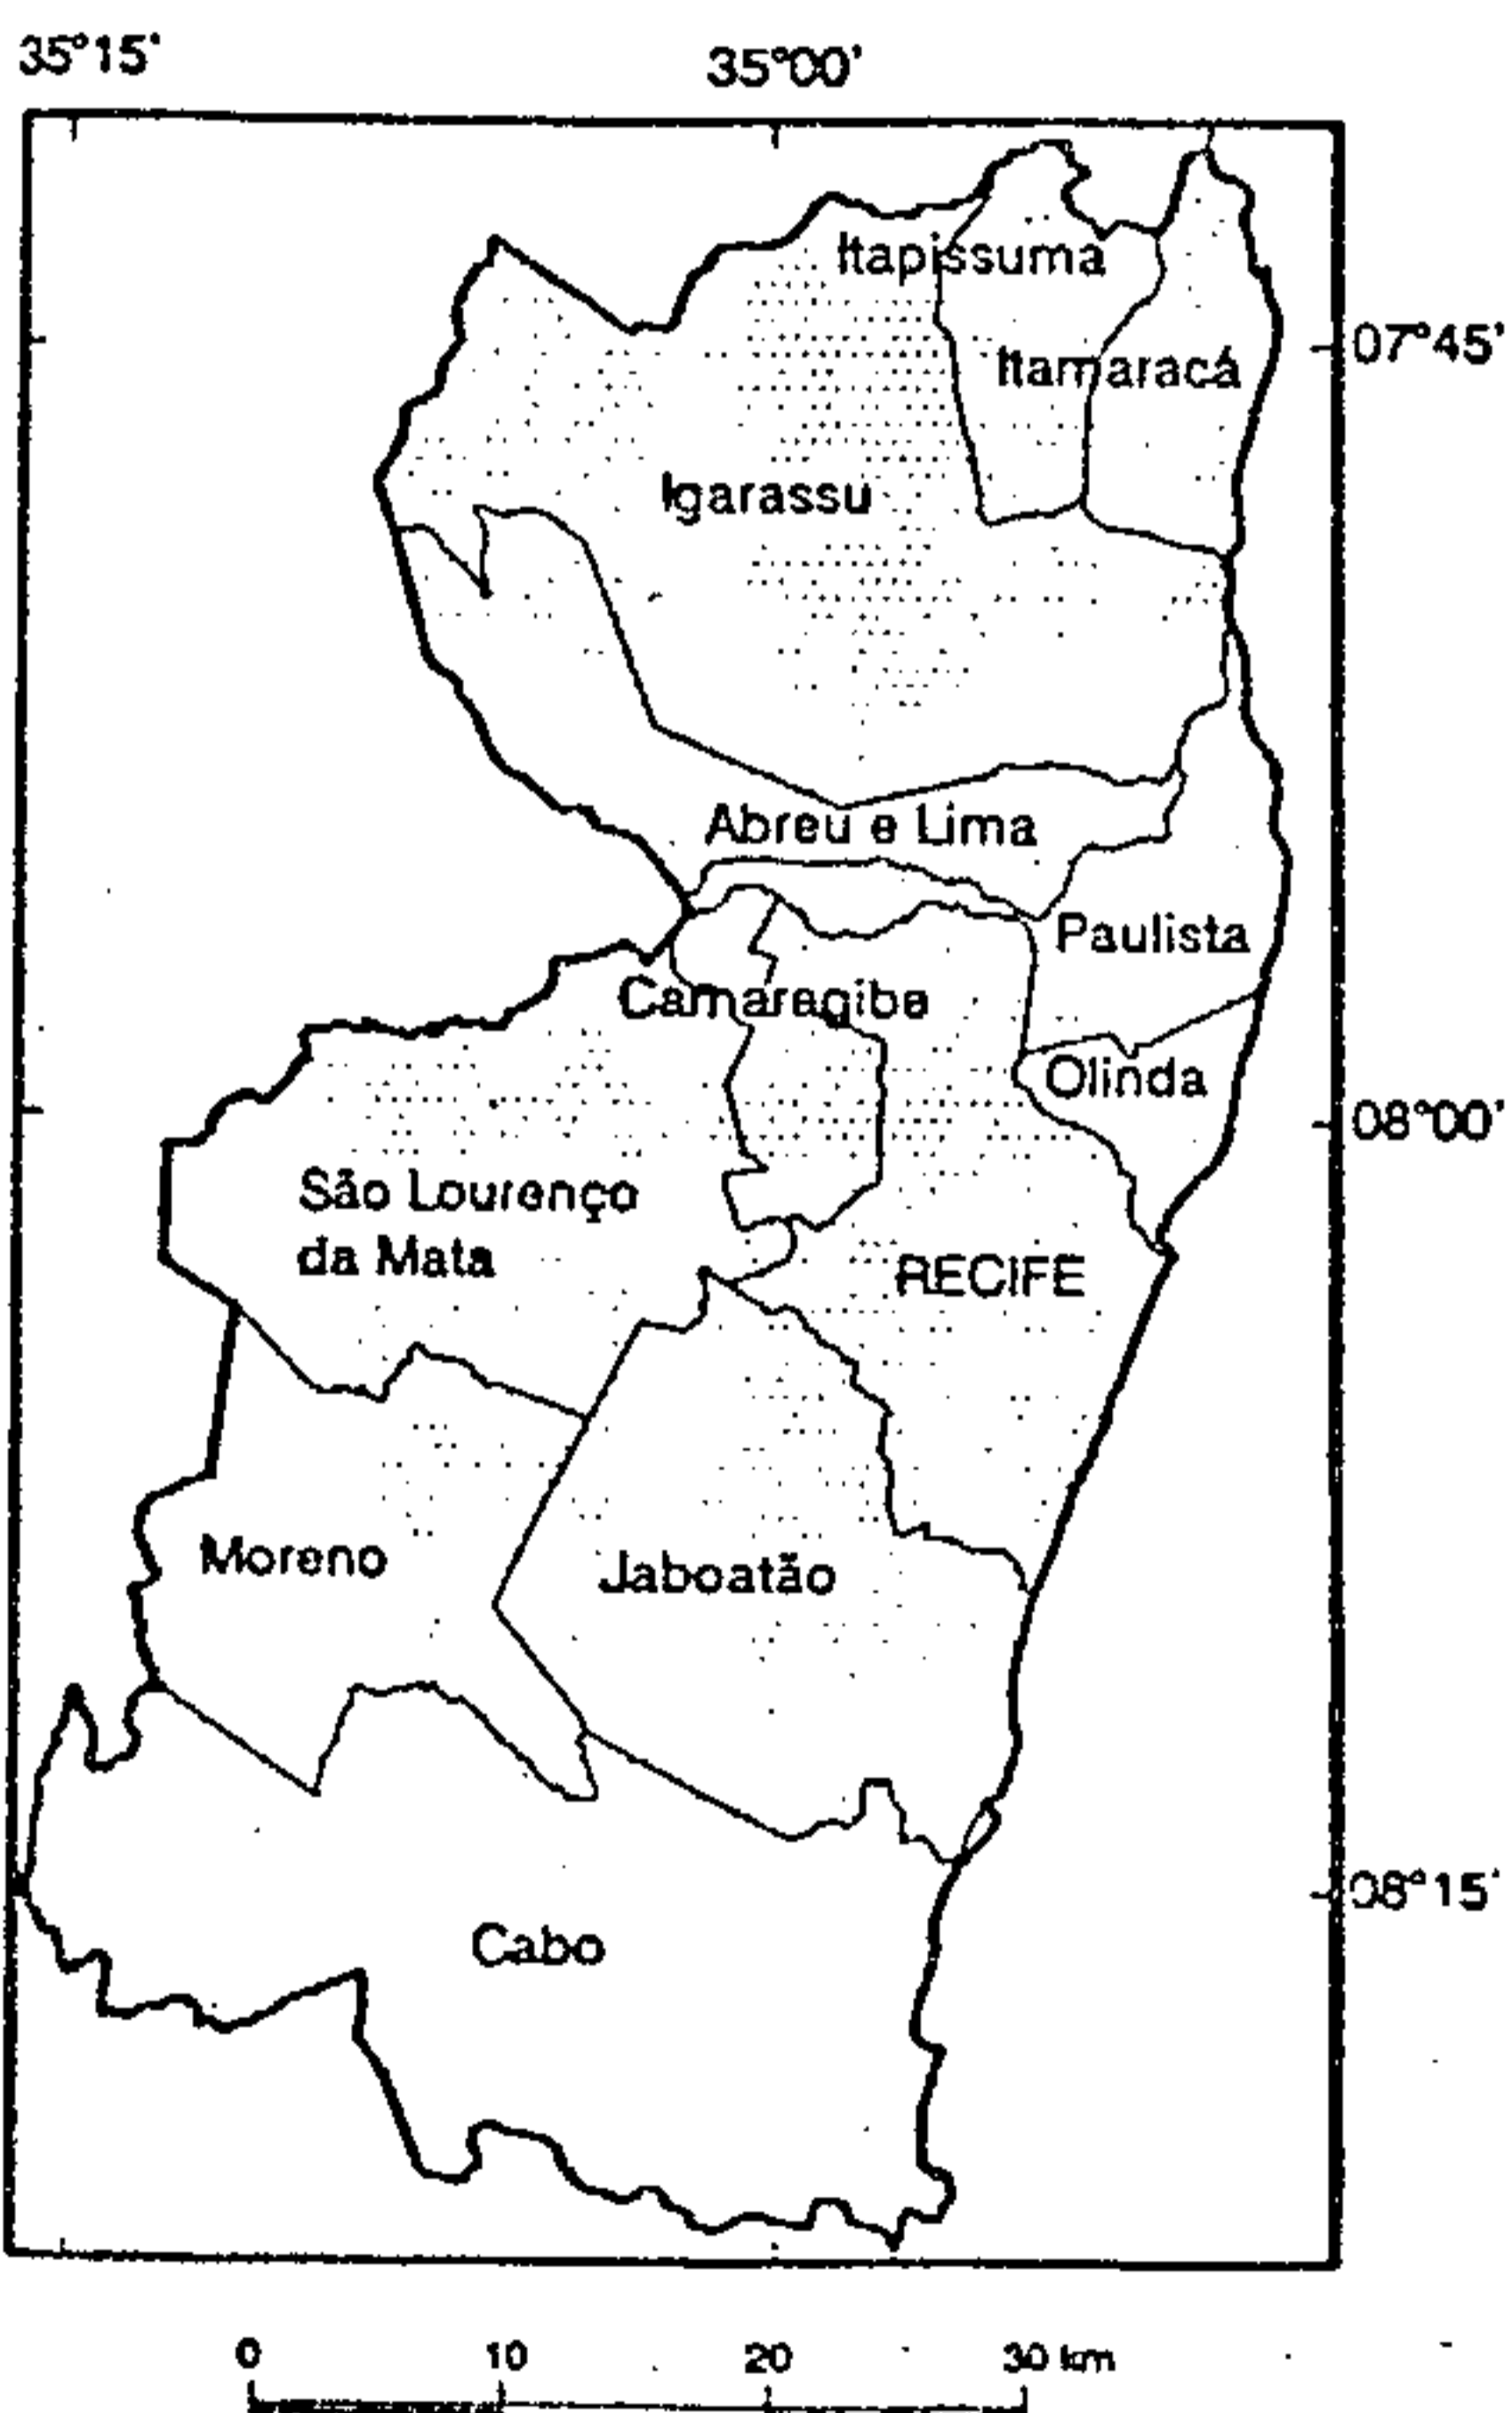 35°15'
35°00'
Itapissuma
07°45'
Itamaracá
Igarassu
Abreu e Lima
Paulista
Camaragibe
Olinda
08°00'
São Lourenço
da Mata
RECIFE
Moreno
Jaboatão
08°15'
Cabo
0 10 20 30 km